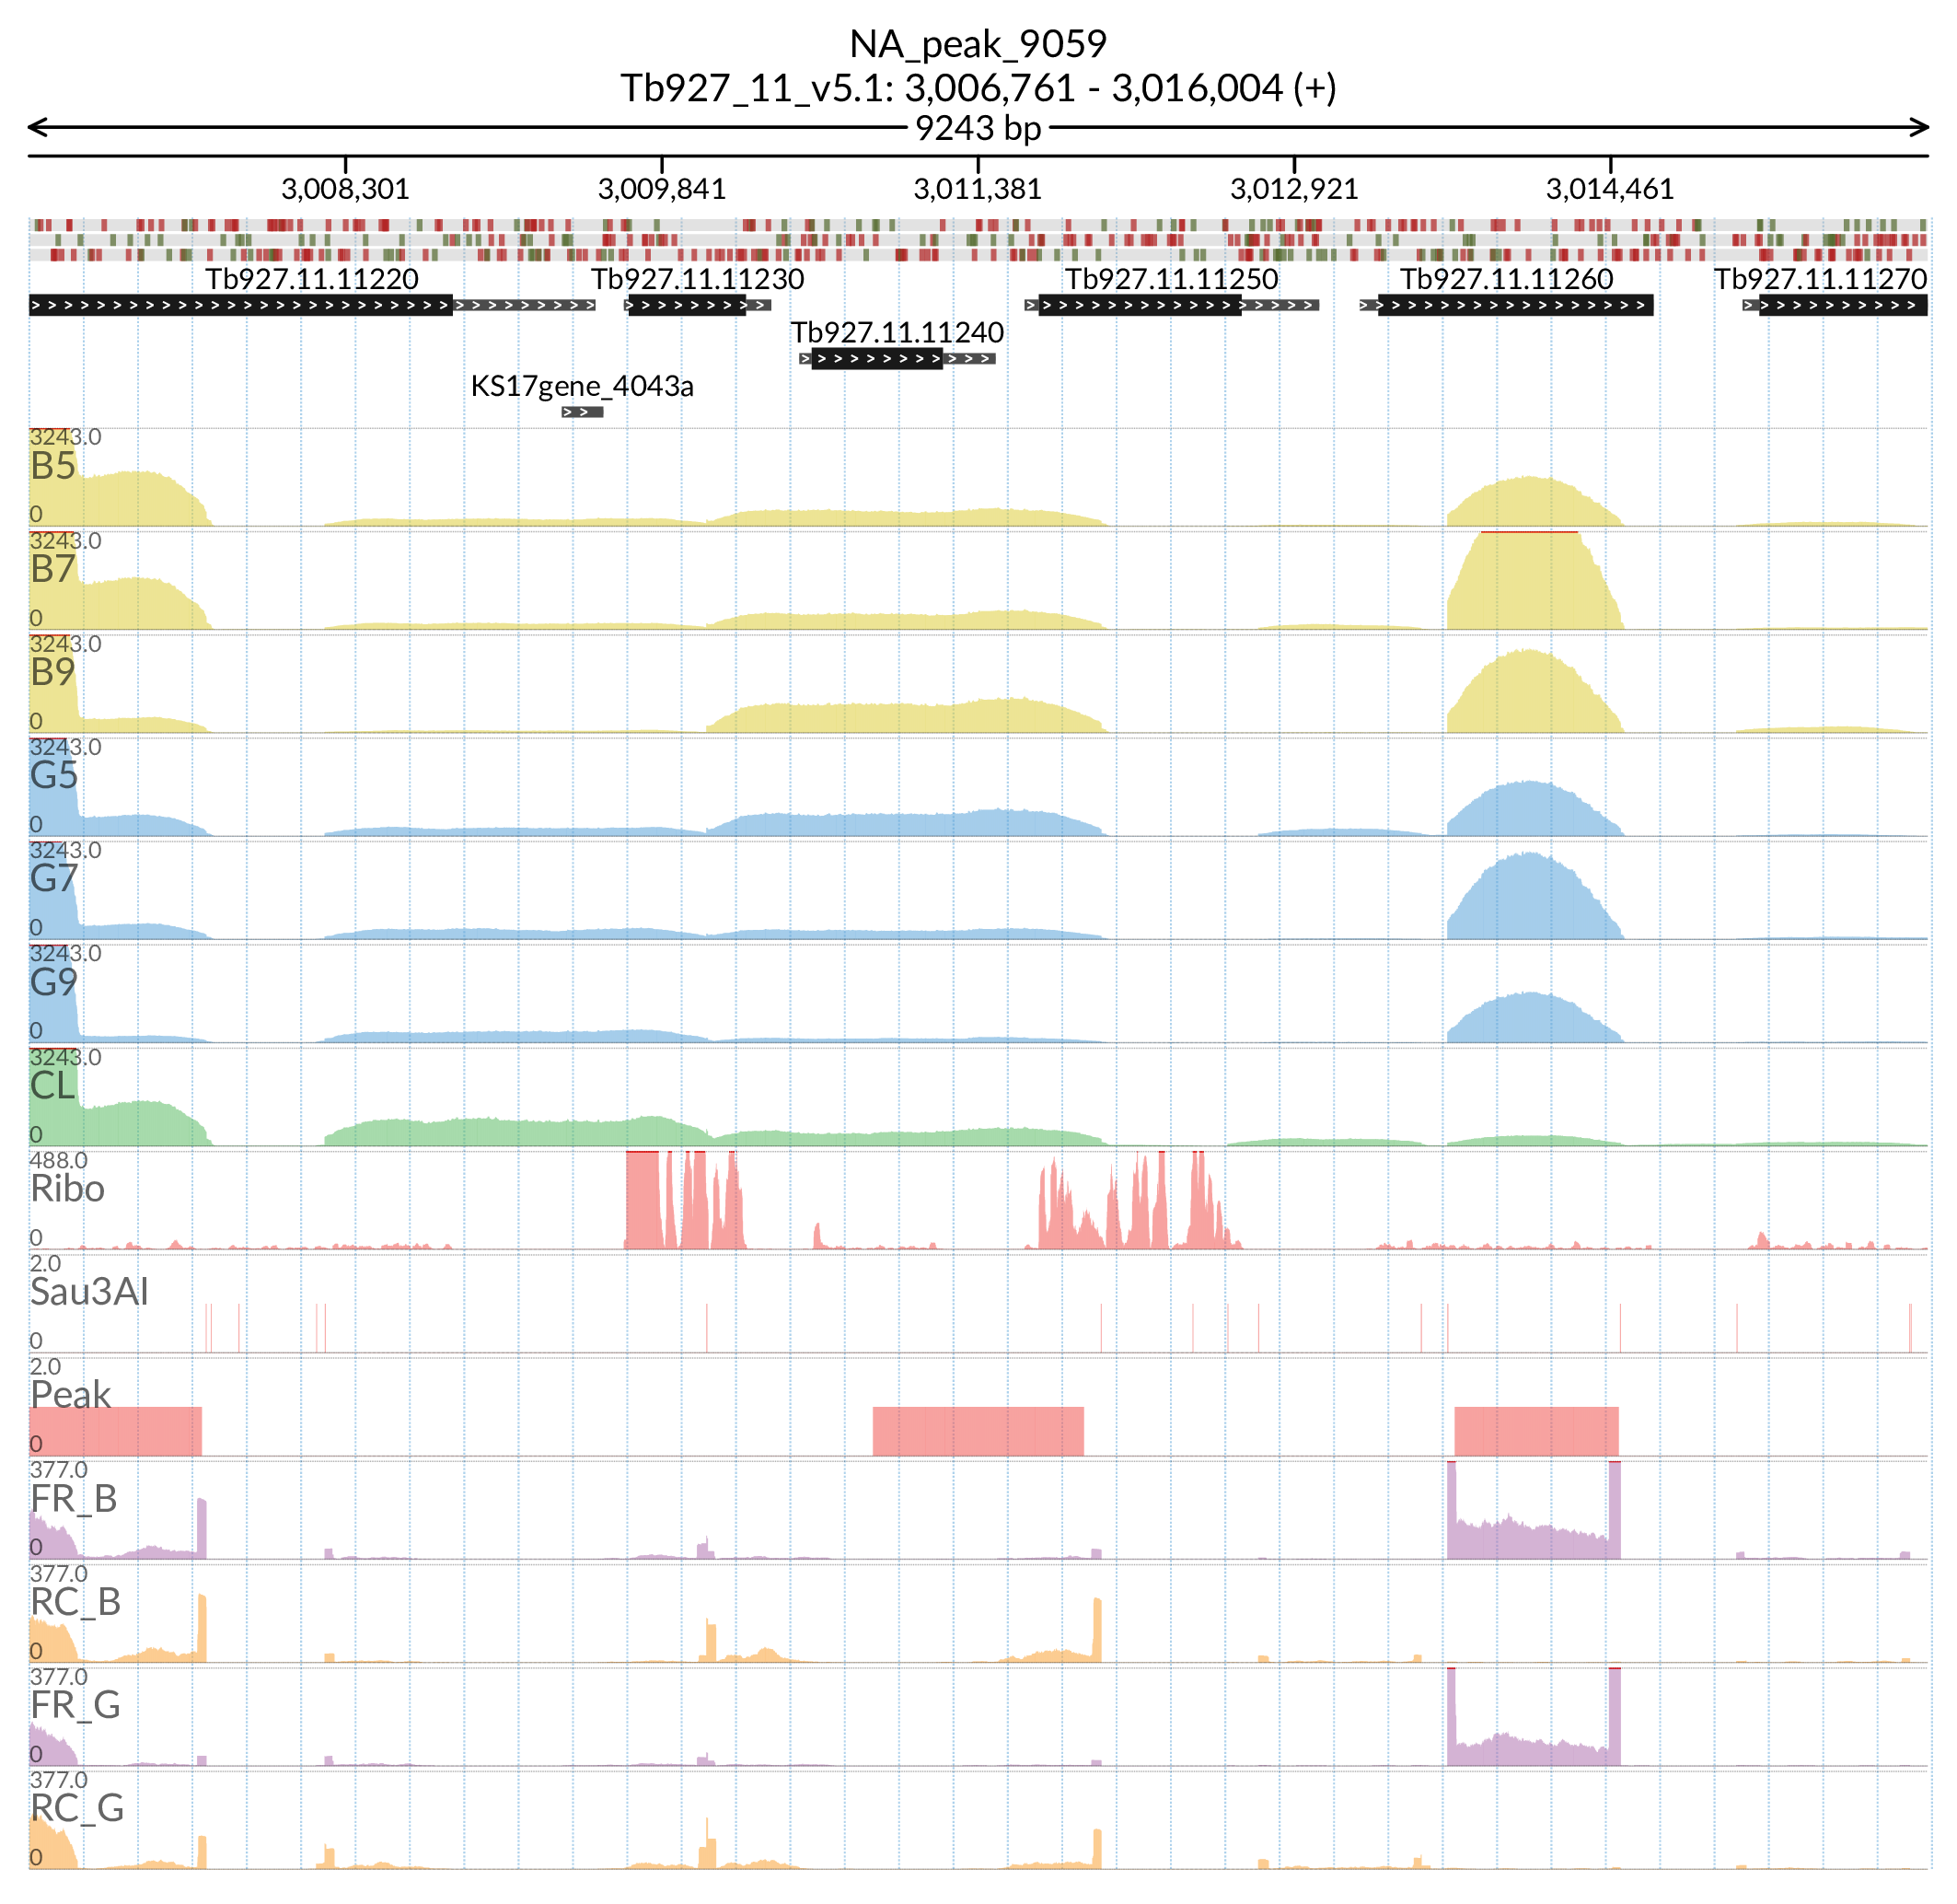 NA_peak_9059
Tb927_11_v5.1: 3,006,761 - 3,016,004 (+)
9243 bp
3,008,301 3,009,841 3,011,381 3,012,921 3,014,461
Tb927.11.11220 Tb927.11.11230 Tb927.11.11250 Tb927.11.11260 Tb927.11.11270
Tb927.11.11240
KS17gene_4043a
3243.0
B5
0
3243.0
B7
0
3243.0
B9
0
3243.0
G5
0
3243.0
G7
0
3243.0
G9
0
3243.0
CL
0
488.0
Ribo
0
2.0
Sau3AI
0
2.0
Peak
0
377.0
FR_B
0
377.0
RC_B
0
377.0
FR_G
0
377.0
RC_G
0